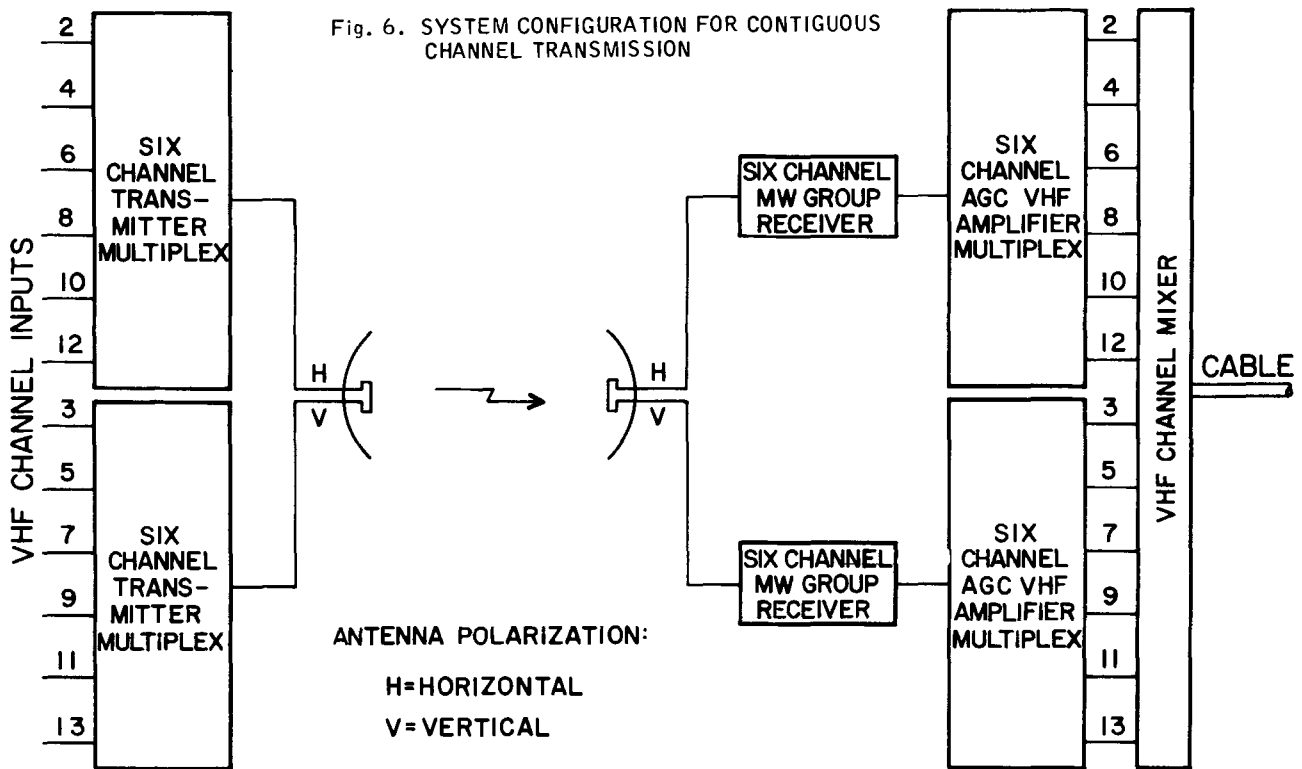 Fig. 6. SYSTEM CONFIGURATION FOR CONTIGUOUS
CHANNEL TRANSMISSION
VHF CHANNEL INPUTS
2
4
6
8
10
12
3
5
7
9
11
13
SIX
CHANNEL
TRANS-
MITTER
MULTIPLEX
SIX
CHANNEL
TRANS-
MITTER
MULTIPLEX
H
V
H
V
ANTENNA POLARIZATION:
H=HORIZONTAL
V=VERTICAL
SIX CHANNEL
MW GROUP
RECEIVER
SIX CHANNEL
MW GROUP
RECEIVER
SIX
CHANNEL
AGC VHF
AMPLIFIER
MULTIPLEX
SIX
CHANNEL
AGC VHF
AMPLIFIER
MULTIPLEX
2
4
6
8
10
12
3
5
7
9
11
13
VHF CHANNEL MIXER
CABLE